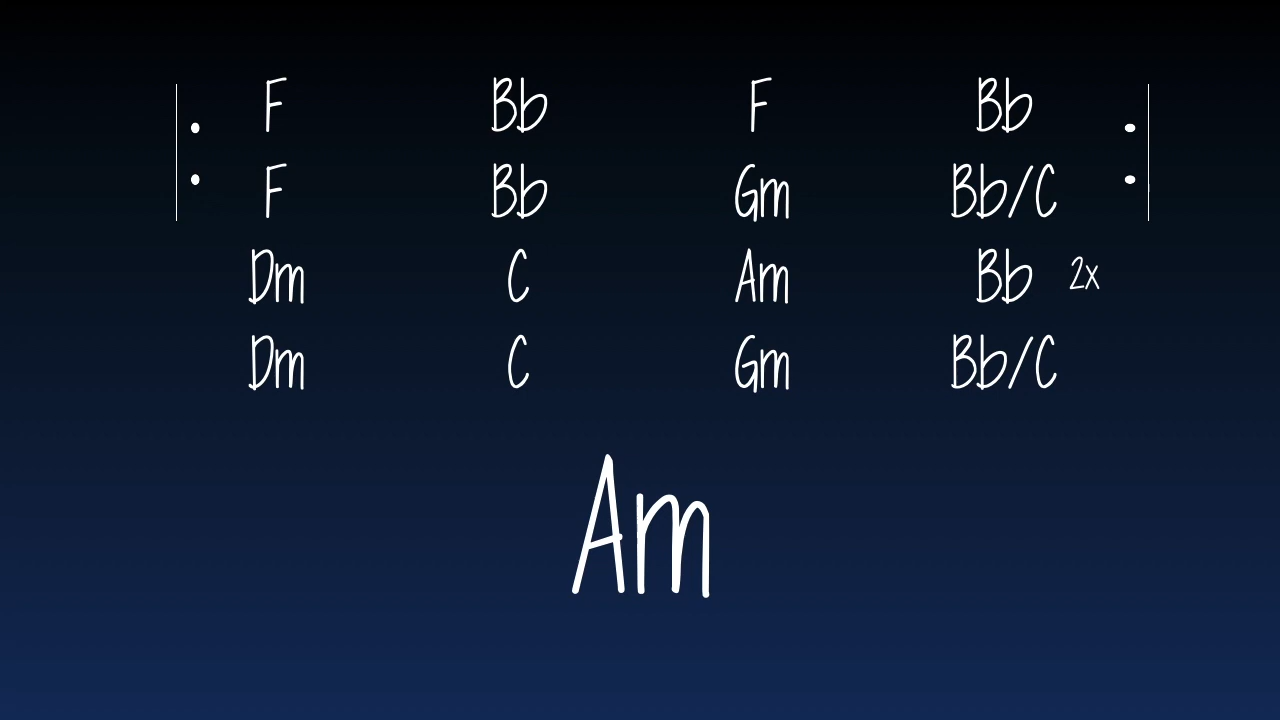 F Bb F Bb
F Bb Gm Bb/C
Dm C Am Bb 2x
Dm C Gm Bb/C
Am